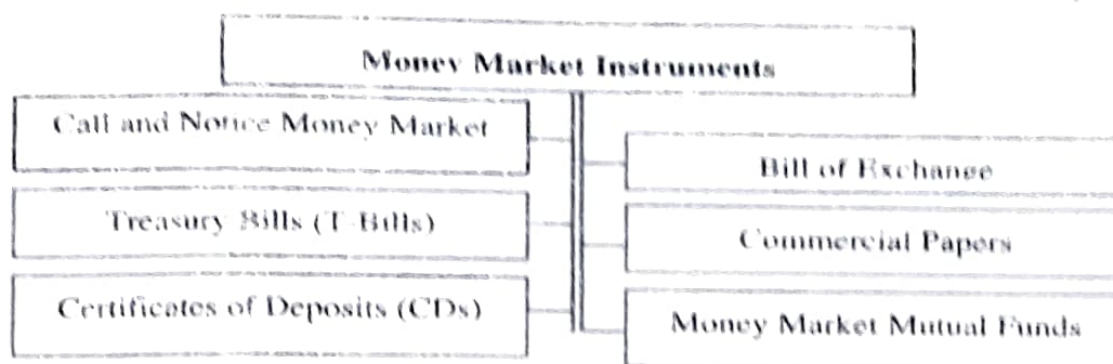 Money Market Instruments
Call and Notice Money Market
Treasury Bills (T-Bills)
Certificates of Deposits (CDs)
Bill of Exchange
Commercial Papers
Money Market Mutual Funds